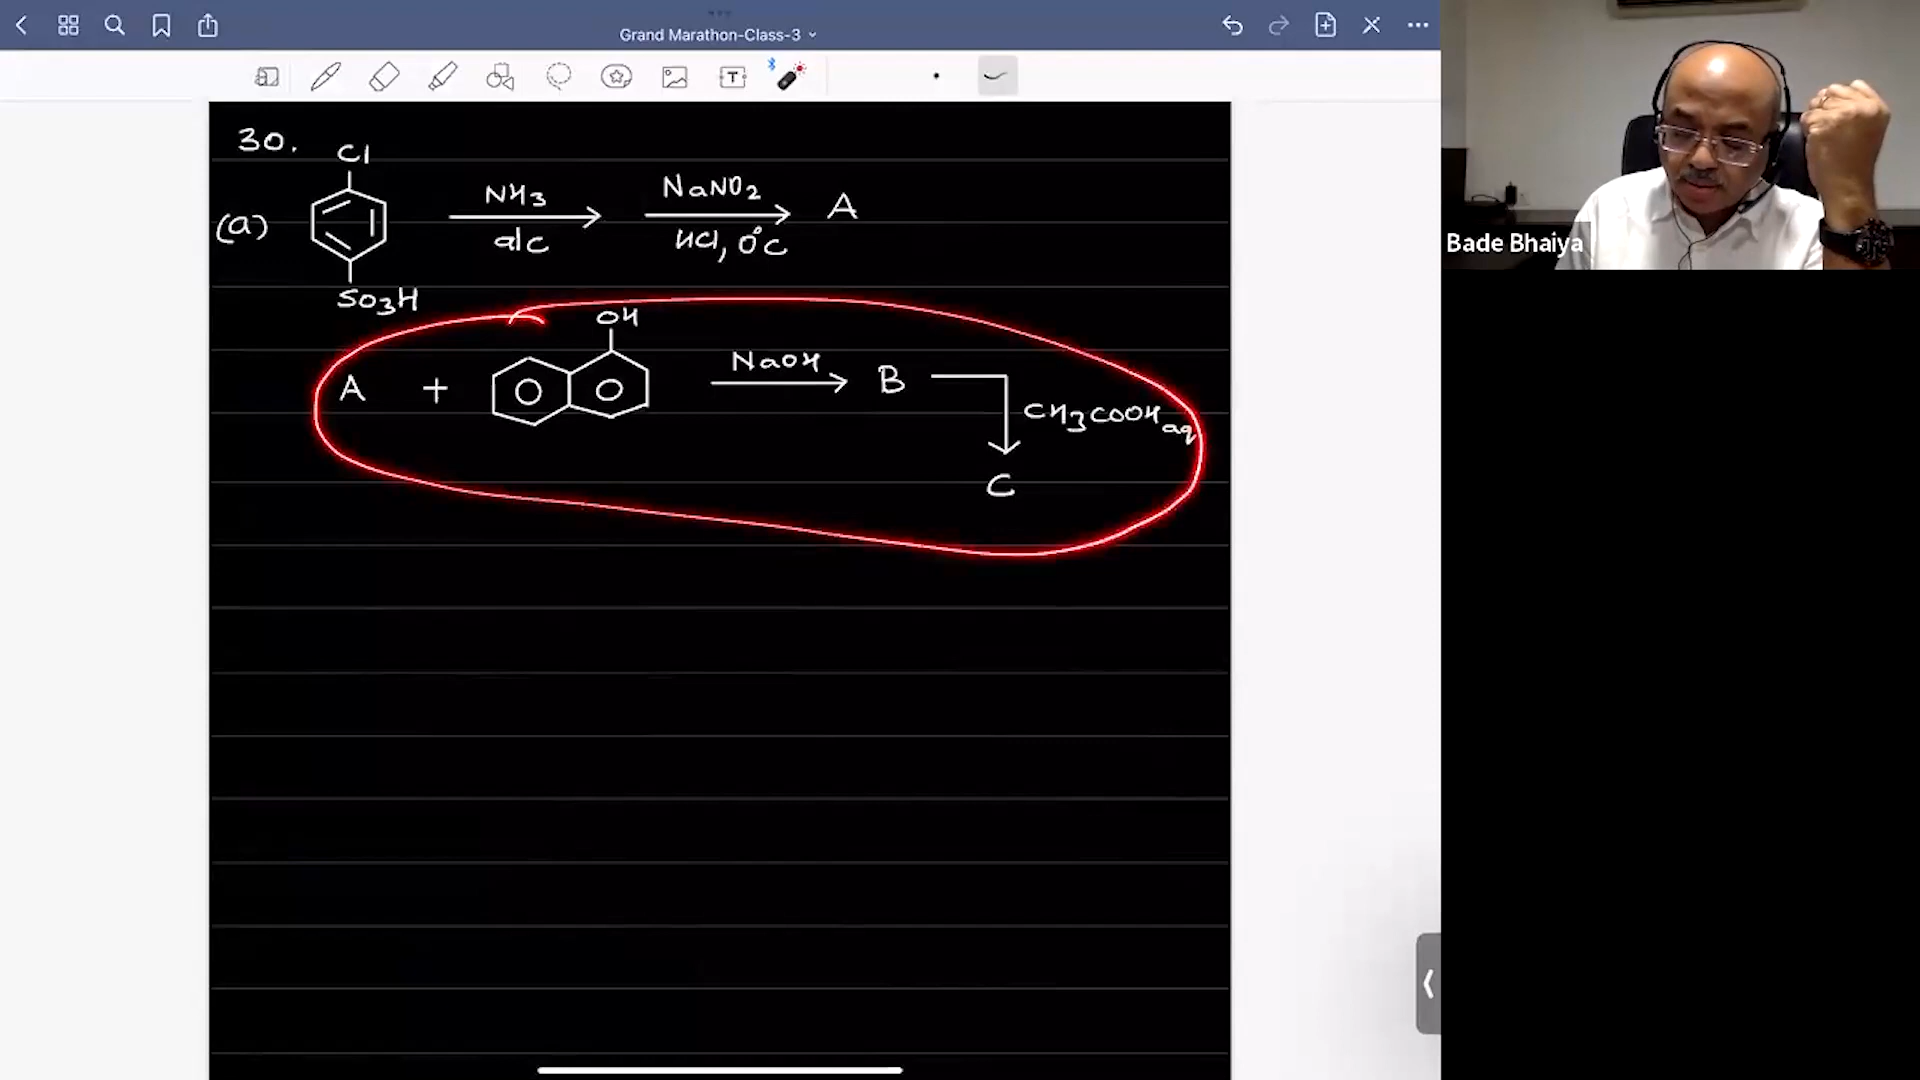 Grand Marathon-Class-3
T
30.
Cl
(a)
NH3
alc
NaNO2
HCl, 0°C
A
SO3H
OH
A + NaOH B
CH3COOH aq
C
Bade Bhaiya